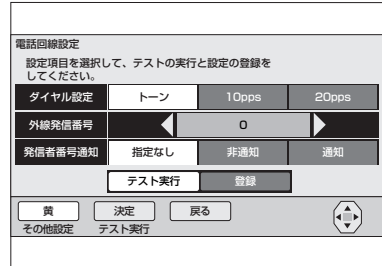 電話回線設定
設定項目を選択して、テストの実行と設定の登録を
してください。
ダイヤル設定 トーン 10pps 20pps
外線発信番号 0
発信者番号通知 指定なし 非通知 通知
テスト実行 登録
黄 決定 戻る
その他設定 テスト実行